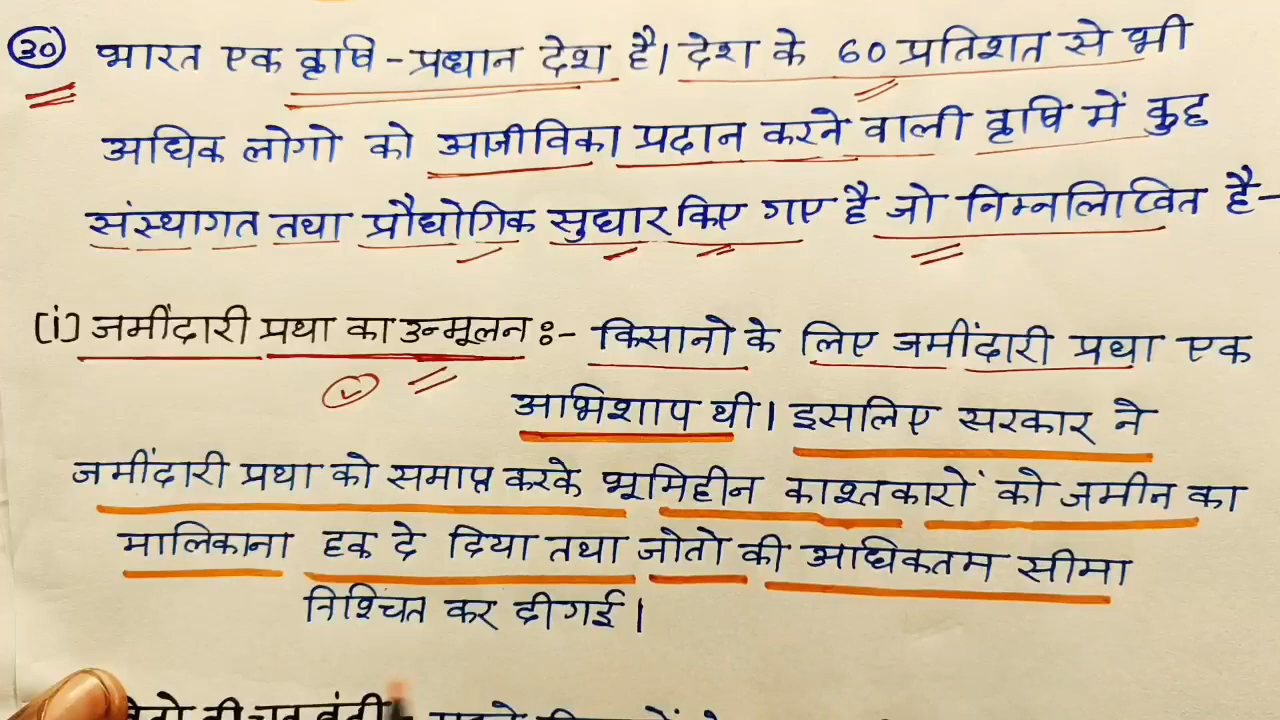 30 भारत एक कृषि-प्रधान देश है। देश के 60 प्रतिशत से भी
अधिक लोगो को आजीविका प्रदान करने वाली कृषि में कुछ
संस्थागत तथा प्रौद्योगिक सुधार किए गए है जो निम्नलिखित है-
(i) जमींदारी प्रथा का उन्मूलन :- किसानो के लिए जमींदारी प्रथा एक
अभिशाप थी। इसलिए सरकार ने
जमींदारी प्रथा को समाप्त करके भूमिहीन काश्तकारों को जमीन का
मालिकाना हक दे दिया तथा जोतो की अधिकतम सीमा
निश्चित कर दी गई।